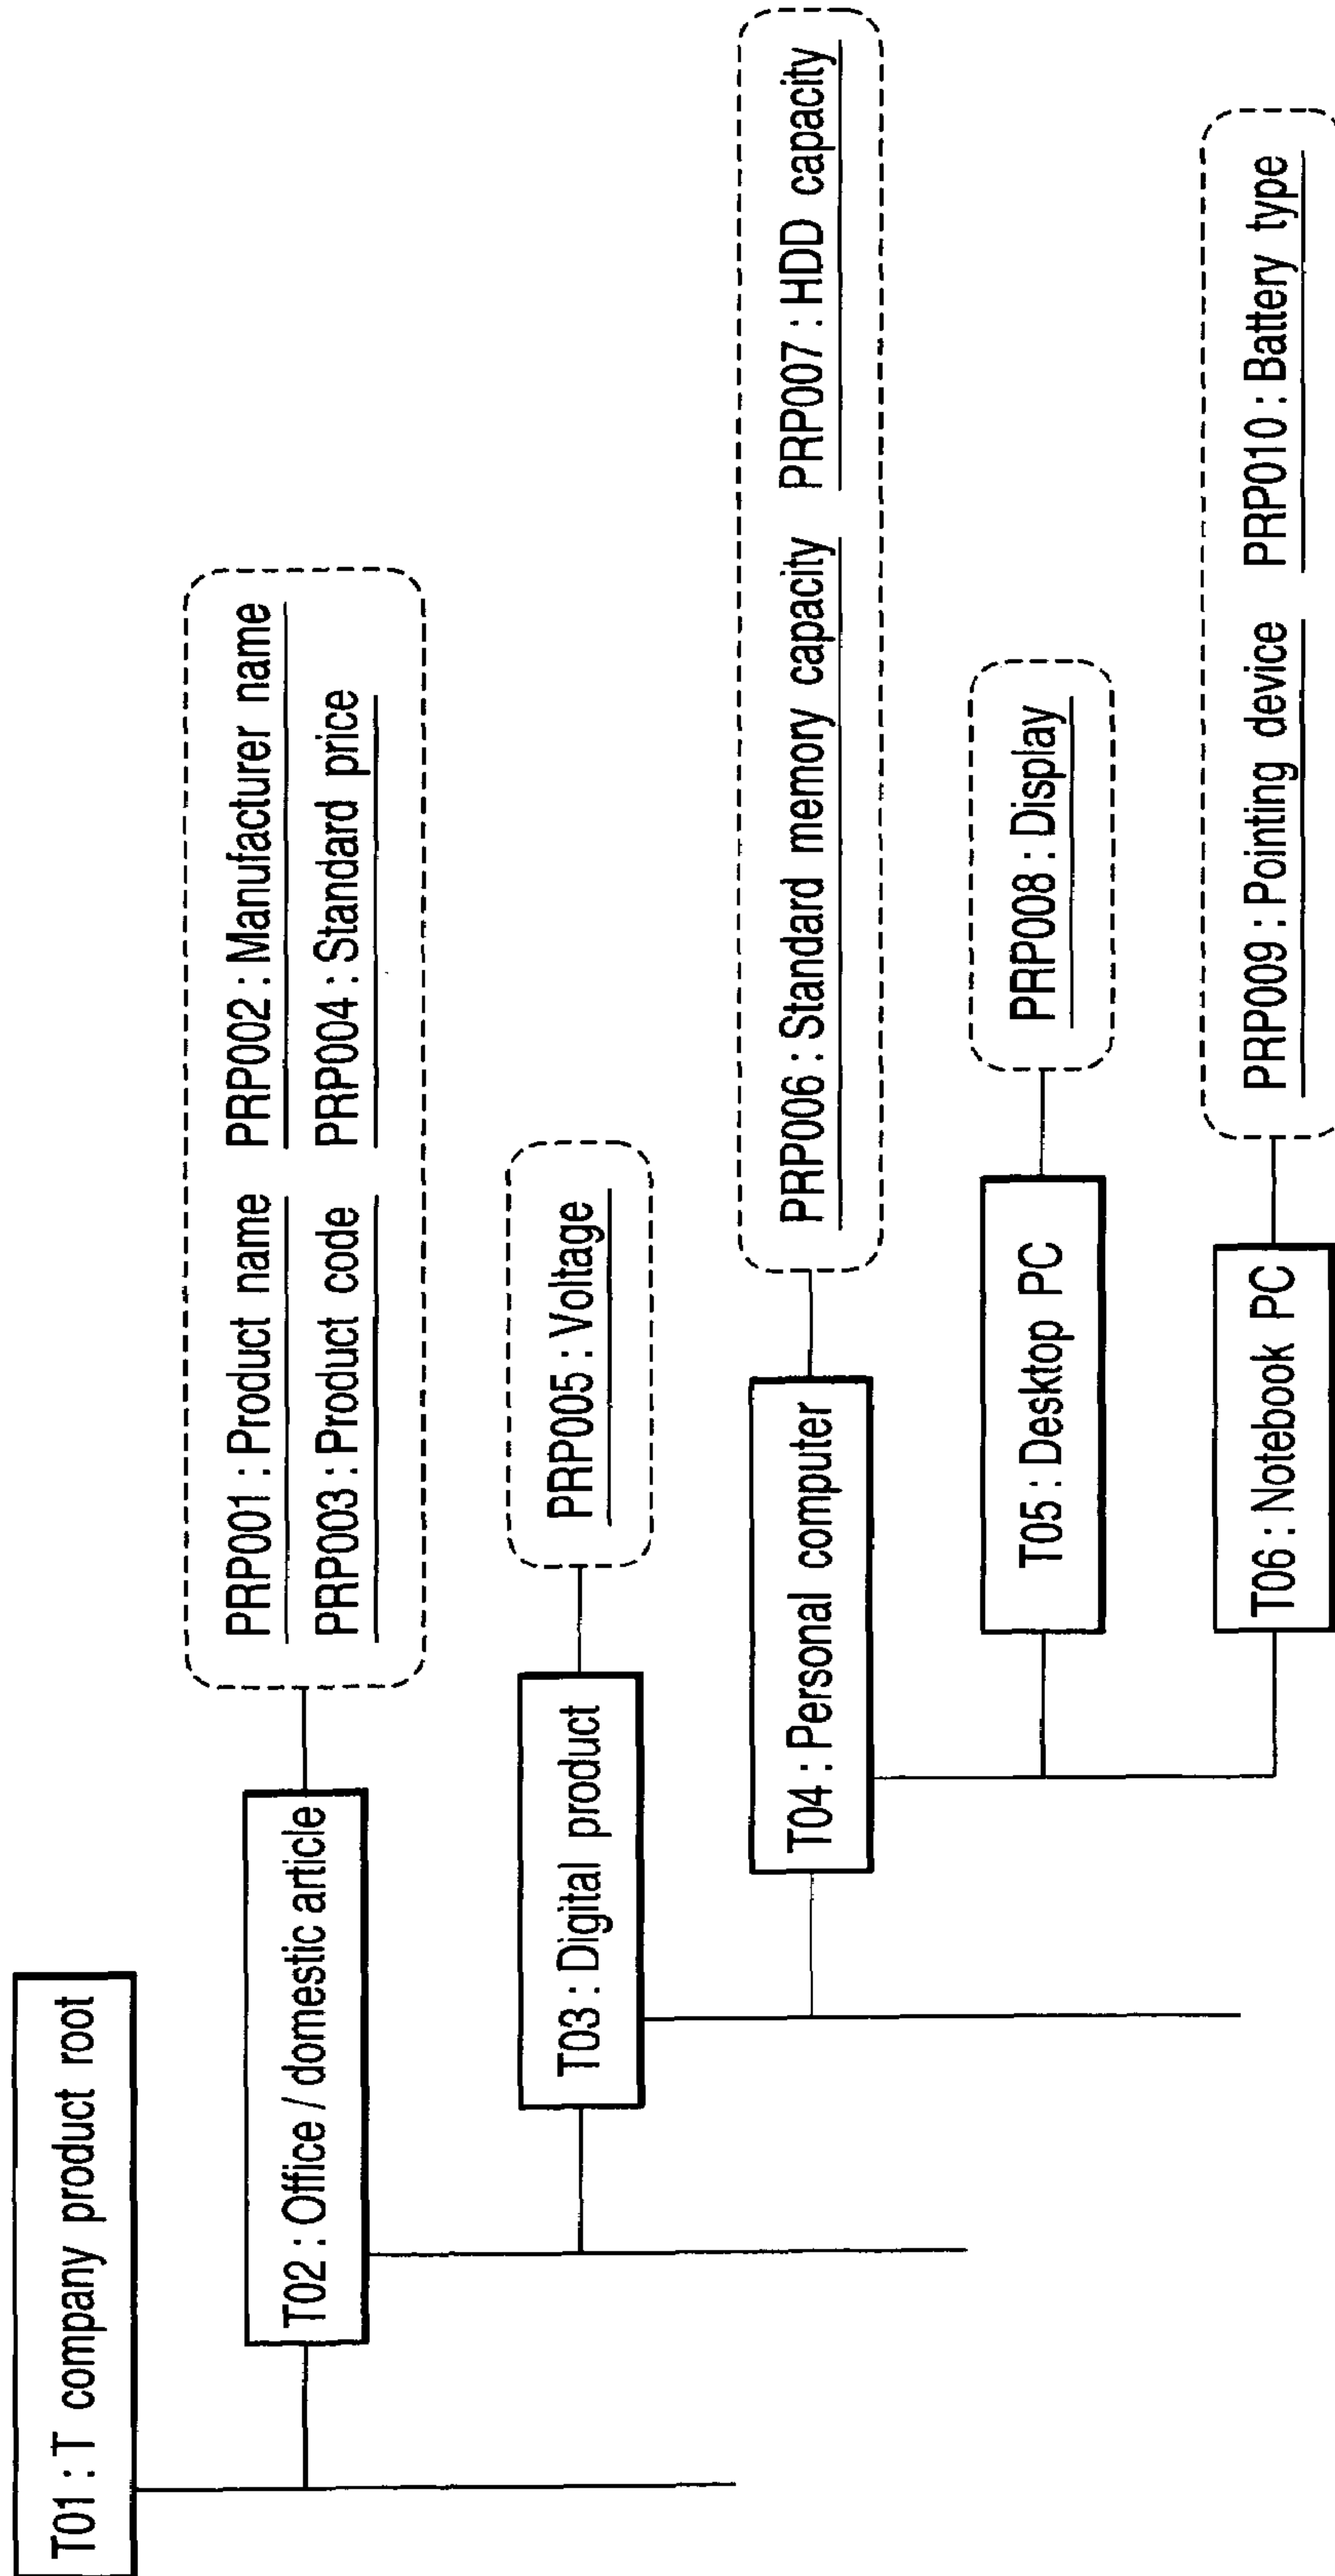 T01 : T company product root
T02 : Office / domestic article
PRP001 : Product name PRP002 : Manufacturer name
PRP003 : Product code PRP004 : Standard price
T03 : Digital product
PRP005 : Voltage
T04 : Personal computer
PRP006 : Standard memory capacity PRP007 : HDD capacity
T05 : Desktop PC
PRP008 : Display
T06 : Notebook PC
PRP009 : Pointing device PRP010 : Battery type